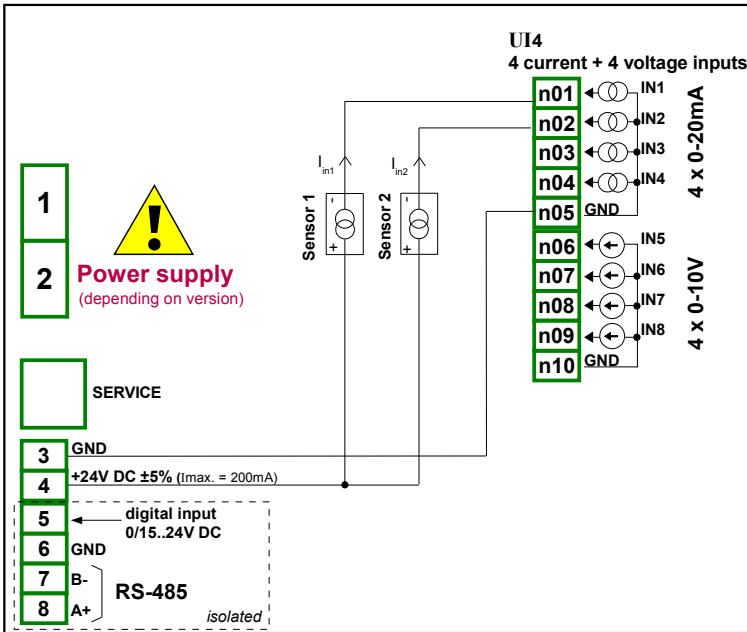 UI4
4 current + 4 voltage inputs
n01
IN1
n02
IN2
n03
IN3
n04
IN4
n05
GND
4 x 0-20mA
n06
IN5
n07
IN6
n08
IN7
n09
IN8
n10
GND
4 x 0-10V
Iin1
Iin2
Sensor 1
- +
Sensor 2
- +
1
2
!
Power supply
(depending on version)
SERVICE
3 GND
4 +24V DC ±5% (Imax. = 200mA)
5 digital input
0/15..24V DC
6 GND
7 B-
8 A+
RS-485
isolated